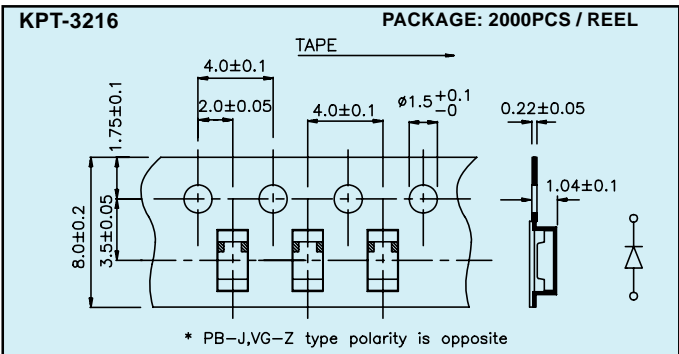 KPT-3216
PACKAGE: 2000PCS / REEL
TAPE
4.0±0.1
2.0±0.05
4.0±0.1
ø1.5 +0.1 -0
0.22±0.05
1.75±0.1
1.04±0.1
8.0±0.2
3.5±0.05
* PB-J,VG-Z type polarity is opposite